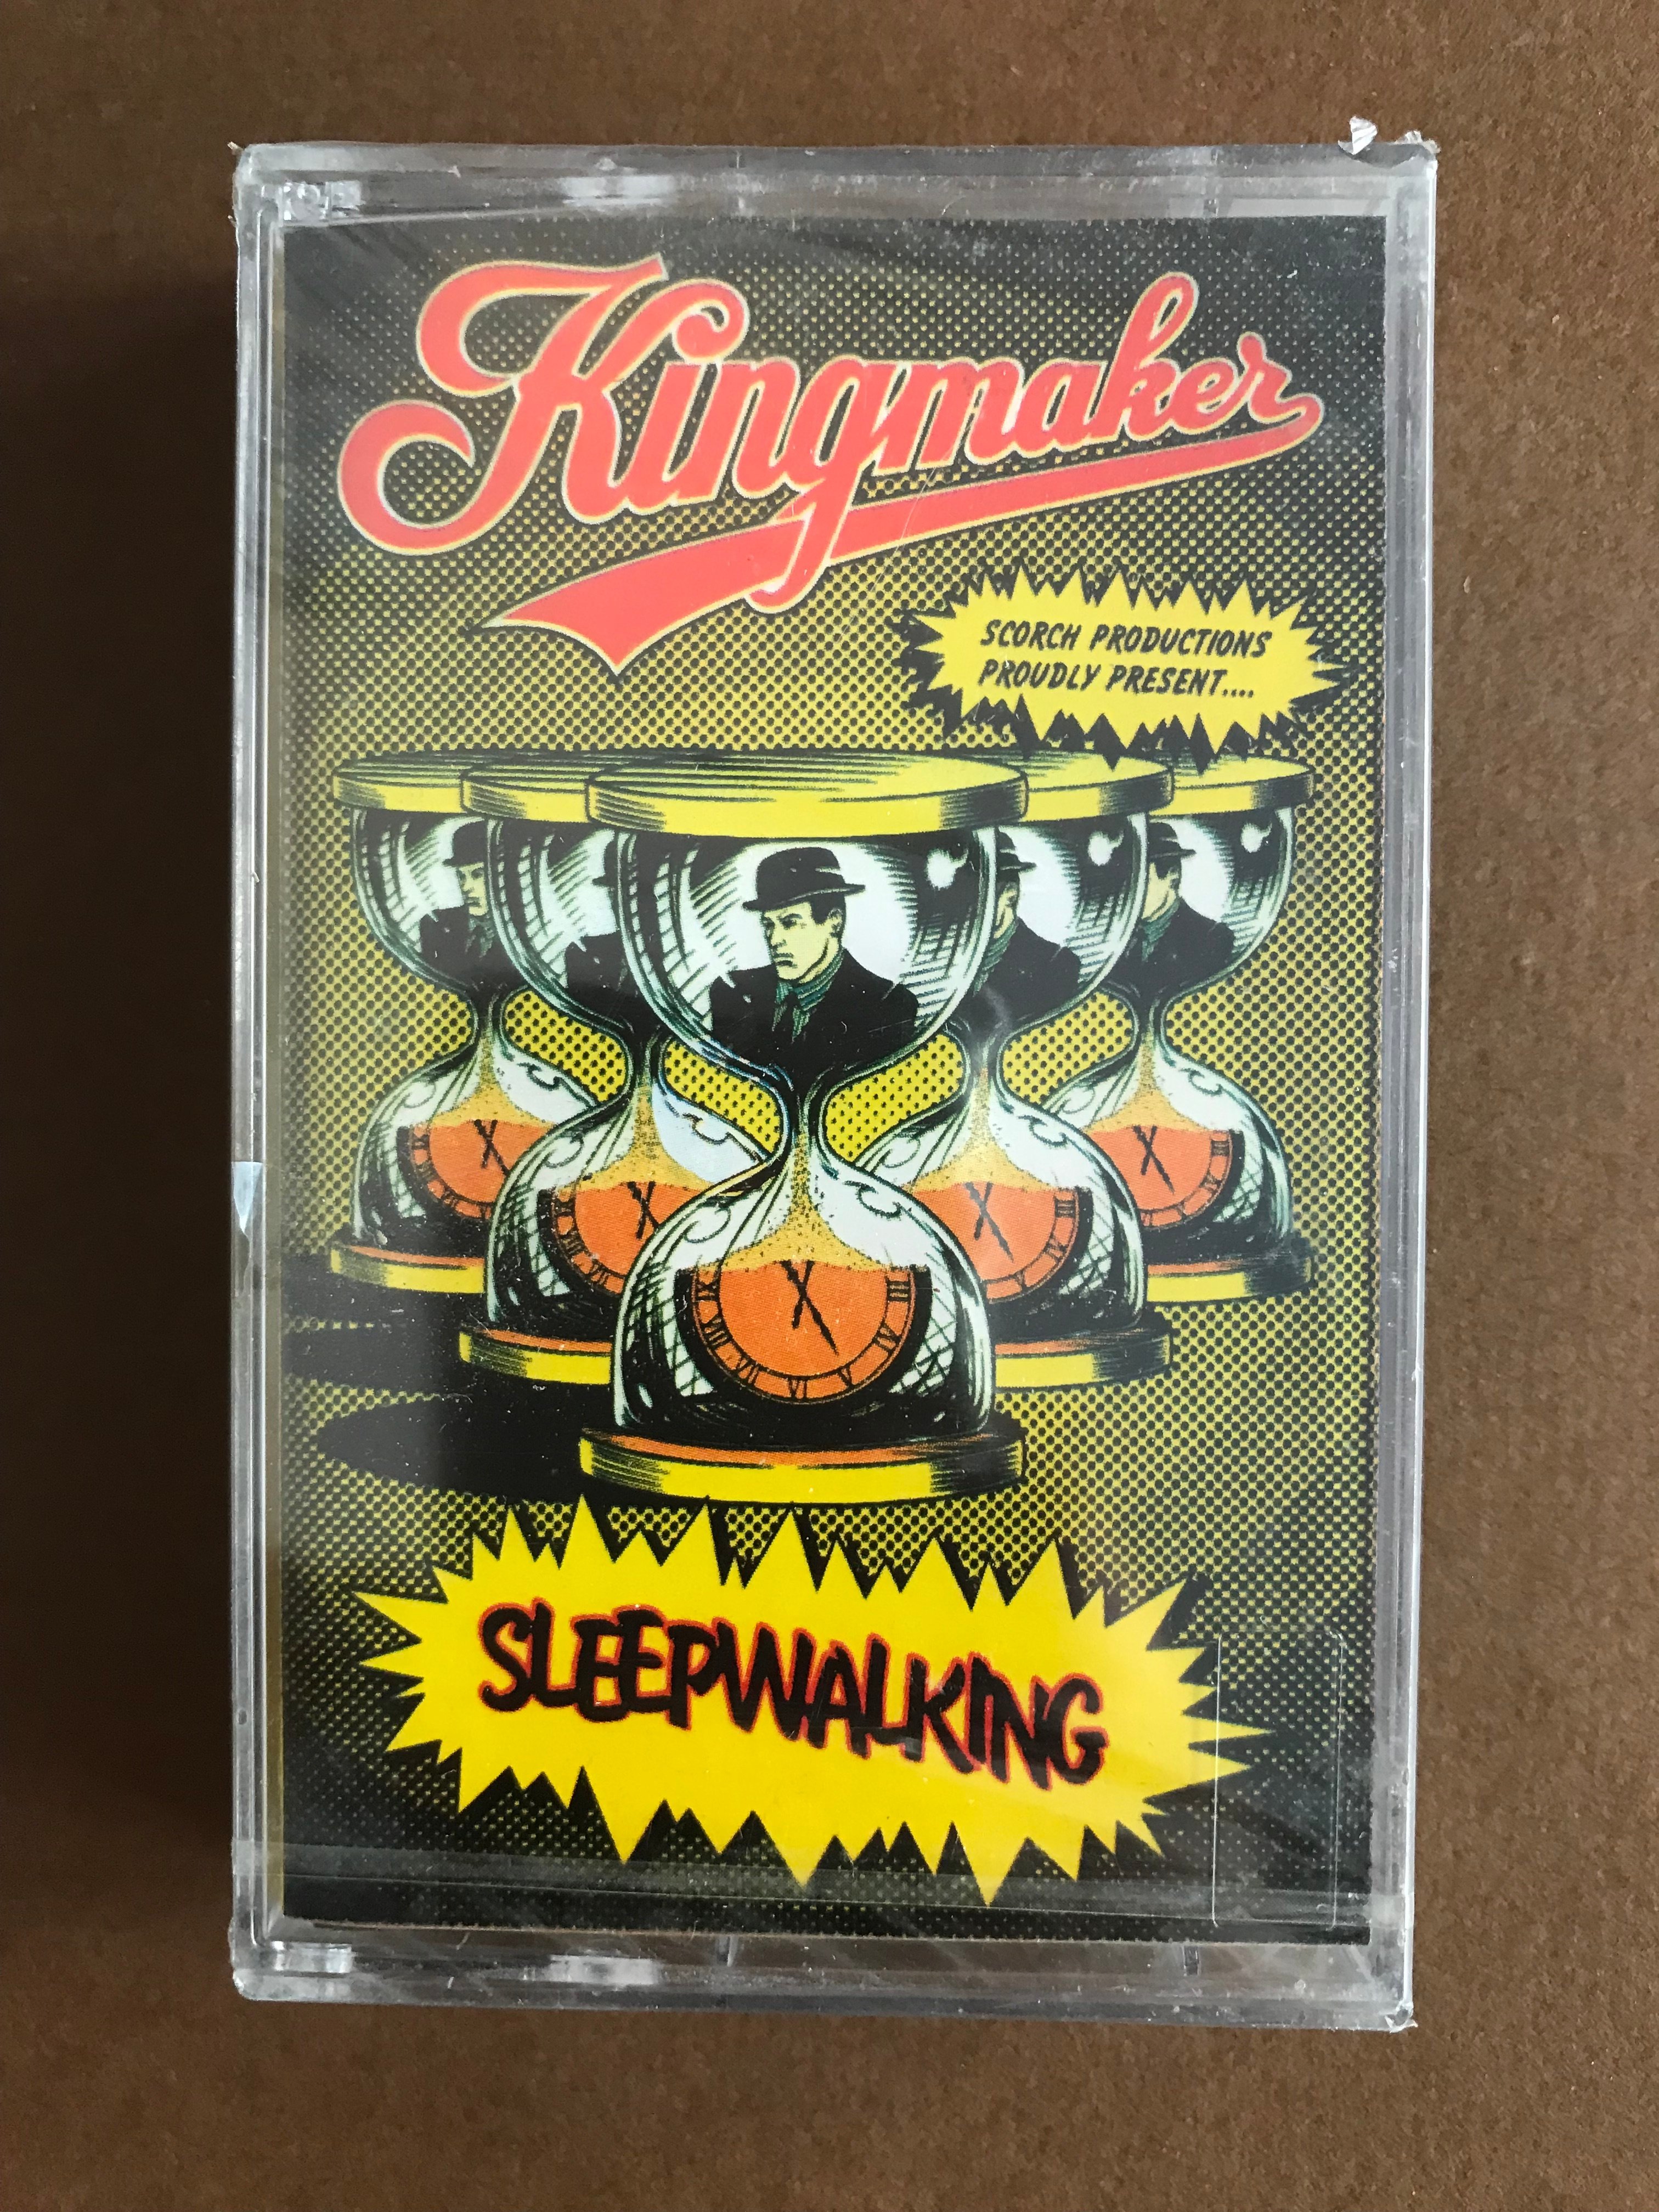 Kingmaker
SCORCH PRODUCTIONS
PROUDLY PRESENT....
SLEEPWALKING